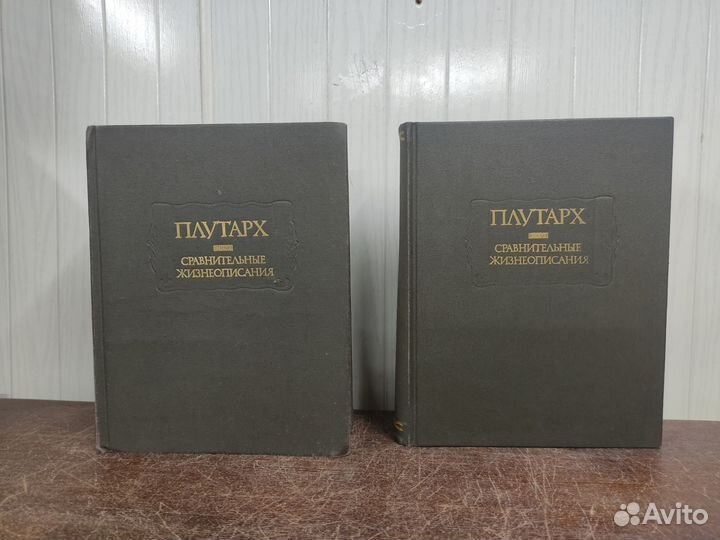 ПЛУТАРХ
СРАВНИТЕЛЬНЫЕ
ЖИЗНЕОПИСАНИЯ
ПЛУТАРХ
СРАВНИТЕЛЬНЫЕ
ЖИЗНЕОПИСАНИЯ
Avito